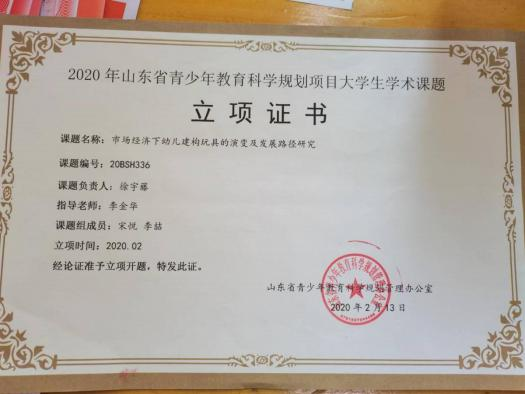 2020年山东省青少年教育科学规划项目大学生学术课题
立项证书
课题名称：市场经济下幼儿建构玩具的演变及发展路径研究
课题编号：20BSH336
课题负责人：徐宇藤
指导老师：李金华
课题组成员：宋悦 李喆
立项时间：2020.02
经论证准予立项开题，特发此证。
山东省青少年教育科学规划管理办公室
2020年2月13日